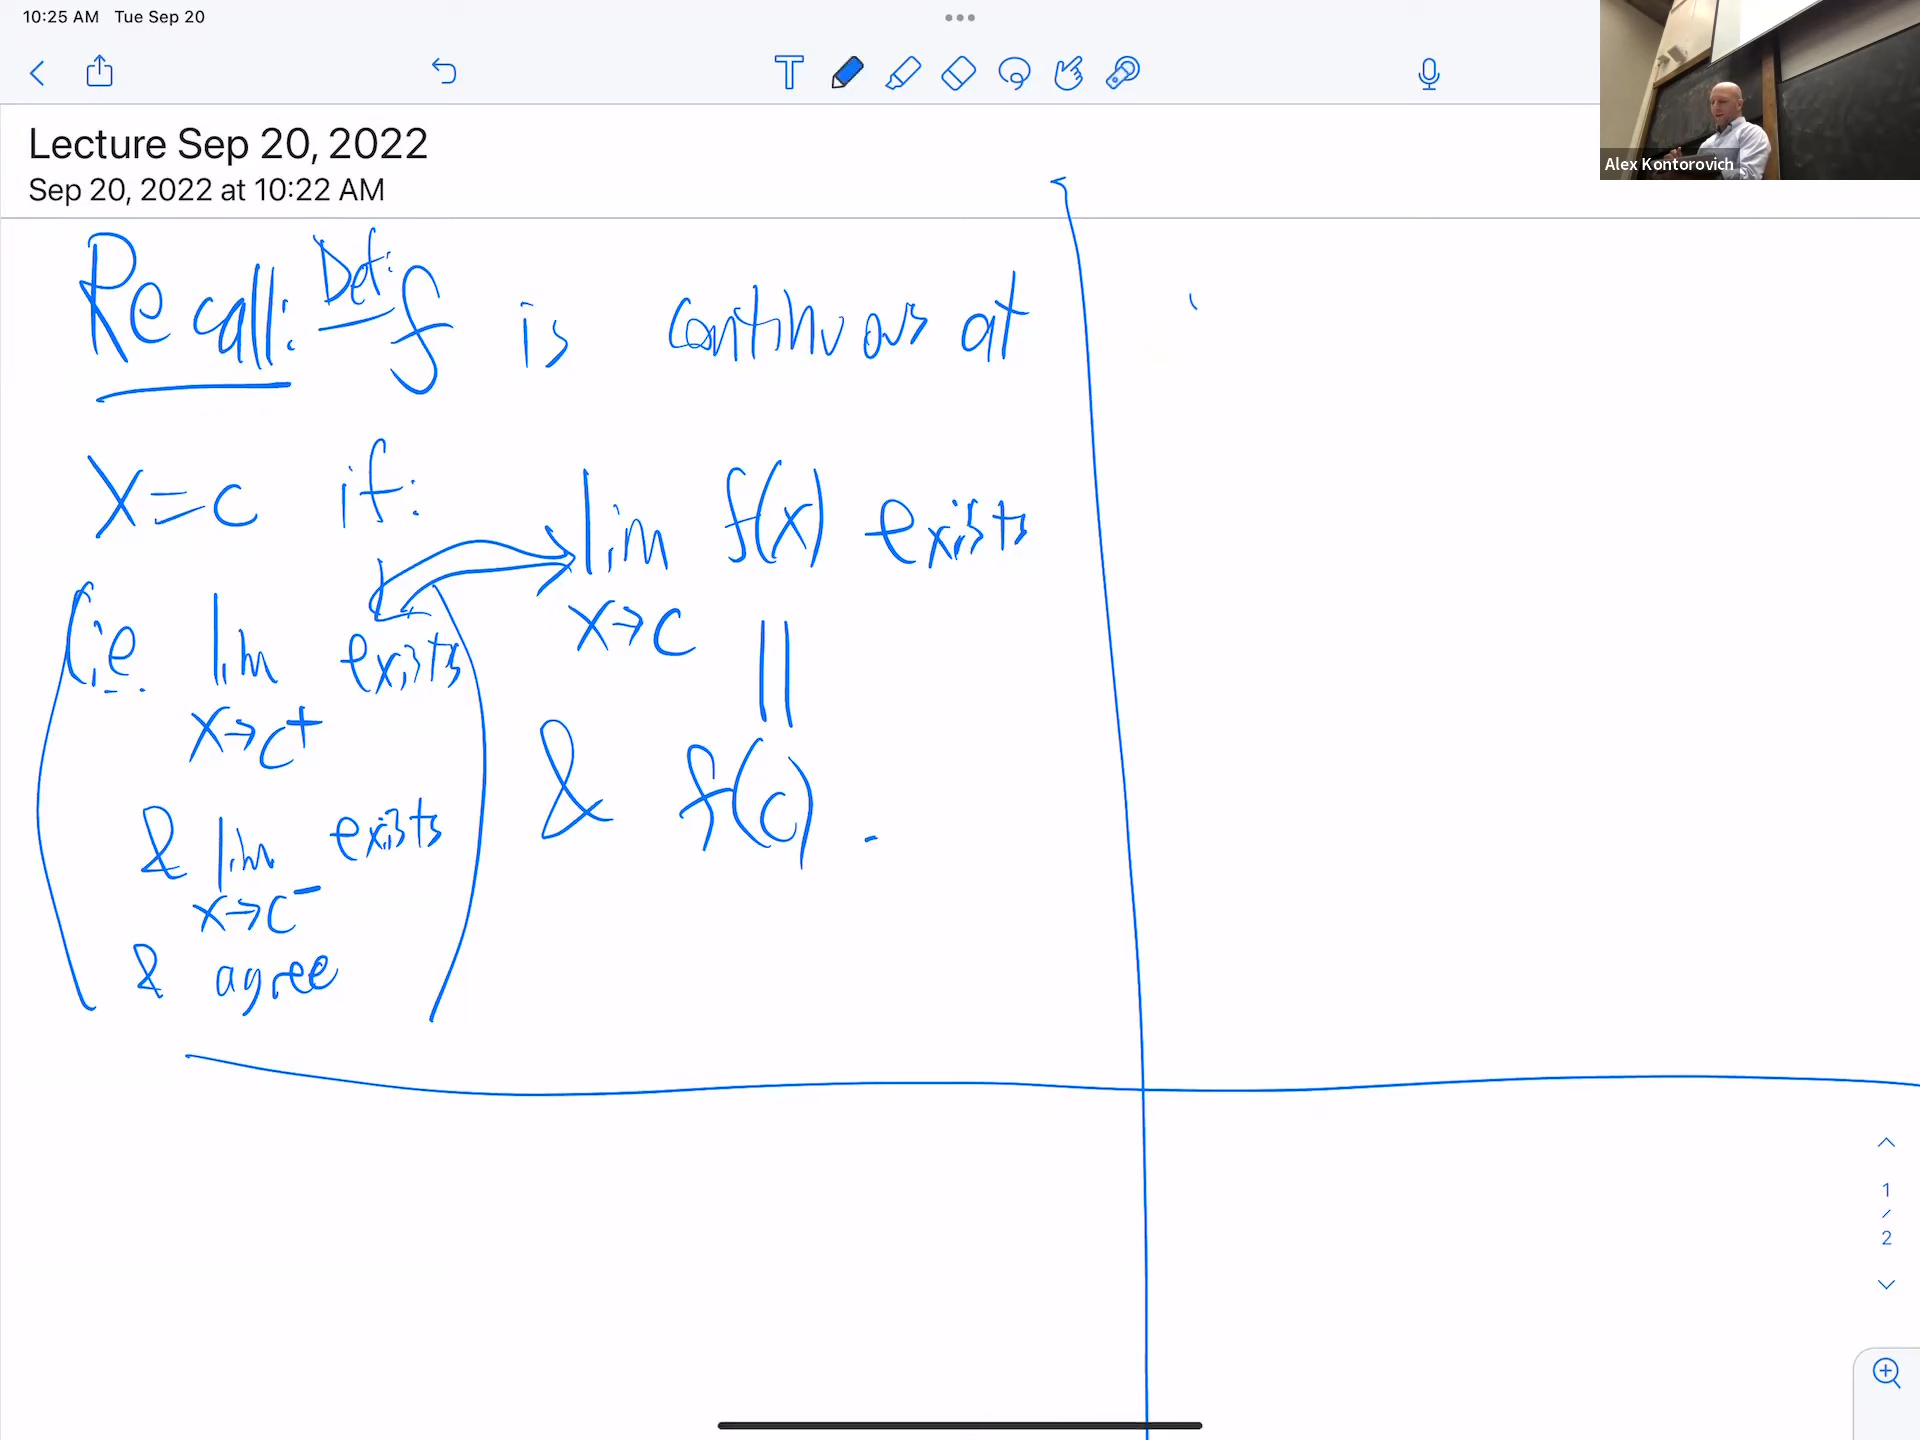 10:25 AM Tue Sep 20
Alex Kontorovich
Lecture Sep 20, 2022
Sep 20, 2022 at 10:22 AM
Recall: Def: f is continuous at
x=c if:
lim f(x) exists
x→c
||
& f(c).
(i.e. lim exists
x→c⁺
& lim exists
x→c⁻
& agree)
1
/
2